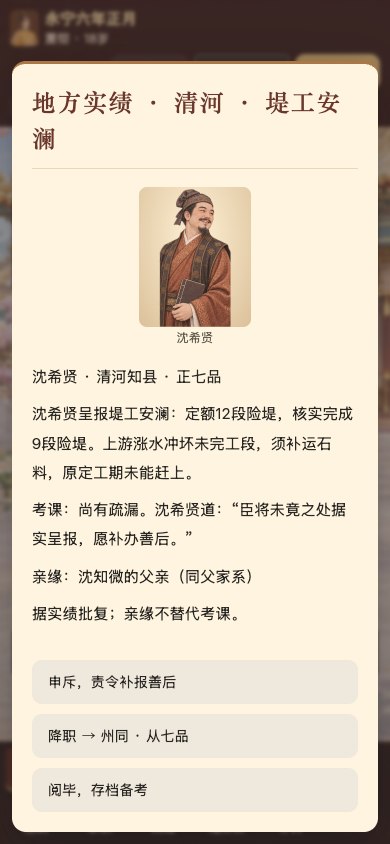 永宁六年正月
地方实绩 · 清河 · 堤工安
澜
沈希贤
沈希贤 · 清河知县 · 正七品
沈希贤呈报堤工安澜：定额12段险堤，核实完成
9段险堤。上游涨水冲坏未完工段，须补运石
料，原定工期未能赶上。
考课：尚有疏漏。沈希贤道：“臣将未竟之处据
实呈报，愿补办善后。”
亲缘：沈知微的父亲（同父家系）
据实绩批复；亲缘不替代考课。
申斥，责令补报善后
降职 → 州同 · 从七品
阅毕，存档备考